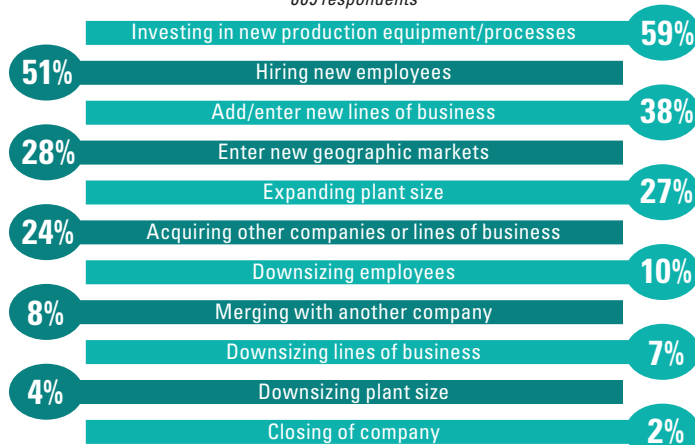 respondents
Investing in new production equipment/processes 59%
51% Hiring new employees
Add/enter new lines of business 38%
28% Enter new geographic markets
Expanding plant size 27%
24% Acquiring other companies or lines of business
Downsizing employees 10%
8% Merging with another company
Downsizing lines of business 7%
4% Downsizing plant size
Closing of company 2%